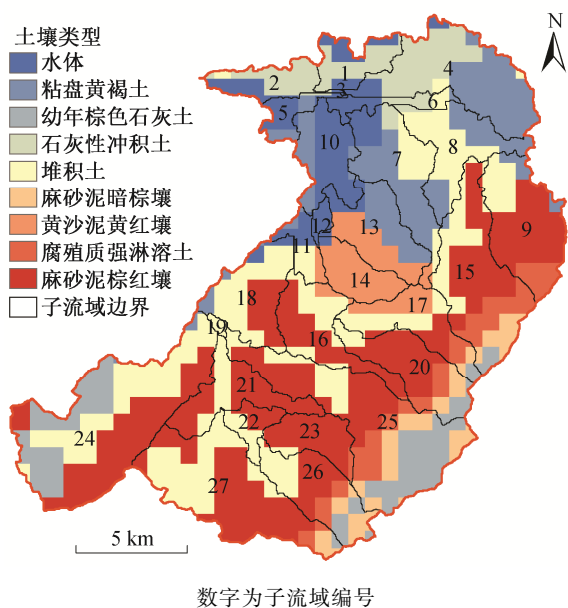 土壤类型
水体
粘盘黄褐土
幼年棕色石灰土
石灰性冲积土
堆积土
麻砂泥暗棕壤
黄沙泥黄红壤
腐殖质强淋溶土
麻砂泥棕红壤
子流域边界
N
1
2
3
4
5
6
7
8
9
10
11
12
13
14
15
16
17
18
19
20
21
22
23
24
25
26
27
5 km
数字为子流域编号